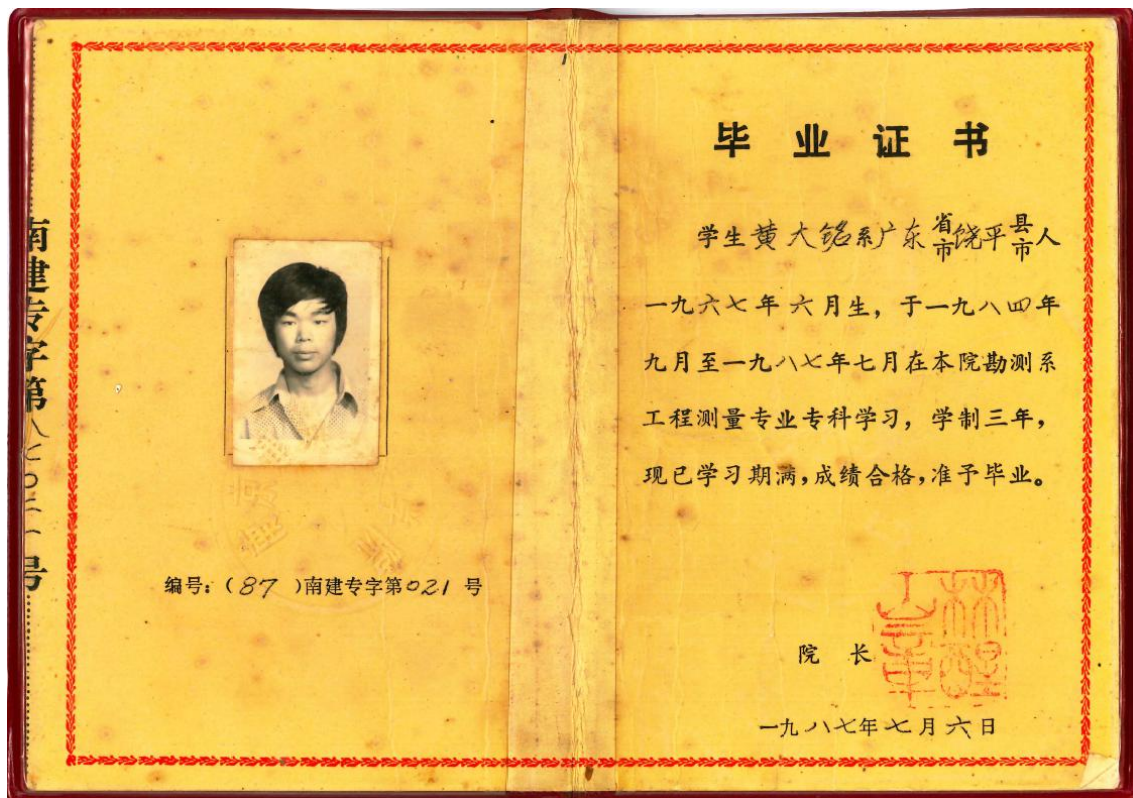 南建专字第八七〇二一号
编号:(87)南建专字第021号
毕业证书
学生黄大铭系广东省市饶平县市人
一九六七年六月生,于一九八四年
九月至一九八七年七月在本院勘测系
工程测量专业专科学习,学制三年,
现已学习期满,成绩合格,准予毕业。
院长
一九八七年七月六日